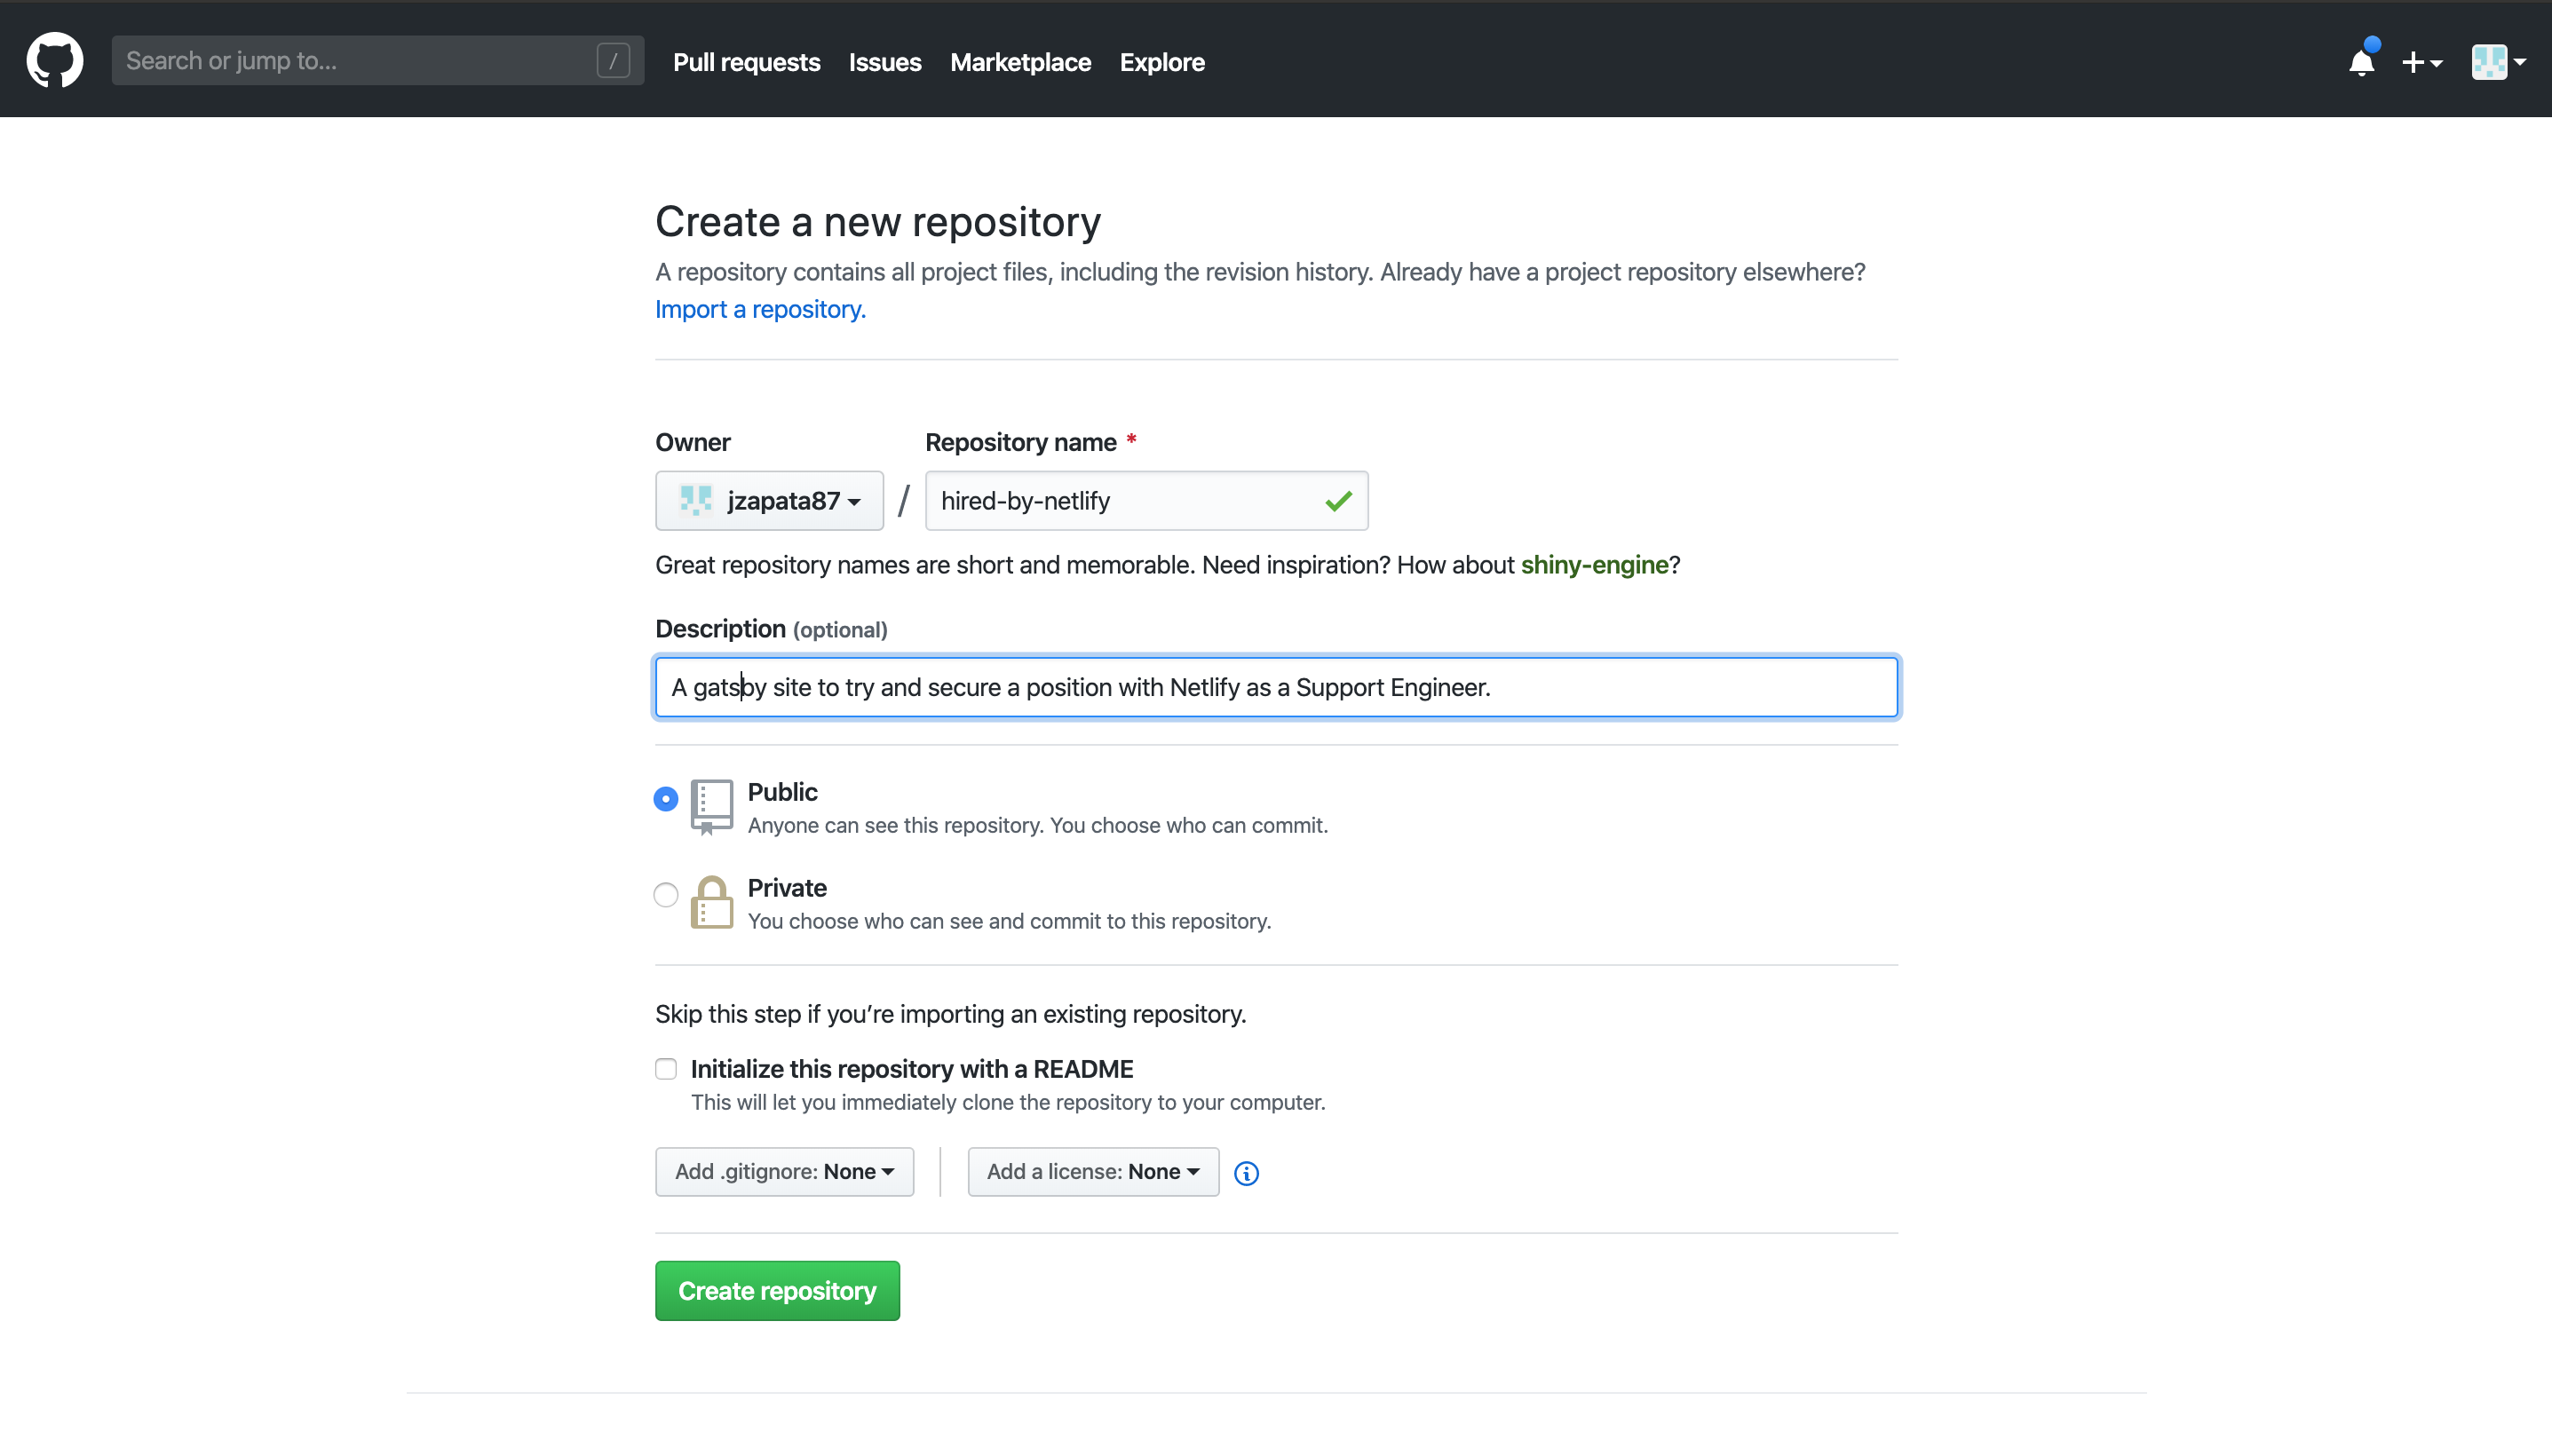 Search or jump to... /
Pull requests Issues Marketplace Explore
Create a new repository
A repository contains all project files, including the revision history. Already have a project repository elsewhere?
Import a repository.
Owner Repository name *
jzapata87 / hired-by-netlify
Great repository names are short and memorable. Need inspiration? How about shiny-engine?
Description (optional)
A gatsby site to try and secure a position with Netlify as a Support Engineer.
Public
Anyone can see this repository. You choose who can commit.
Private
You choose who can see and commit to this repository.
Skip this step if you’re importing an existing repository.
Initialize this repository with a README
This will let you immediately clone the repository to your computer.
Add .gitignore: None Add a license: None
Create repository